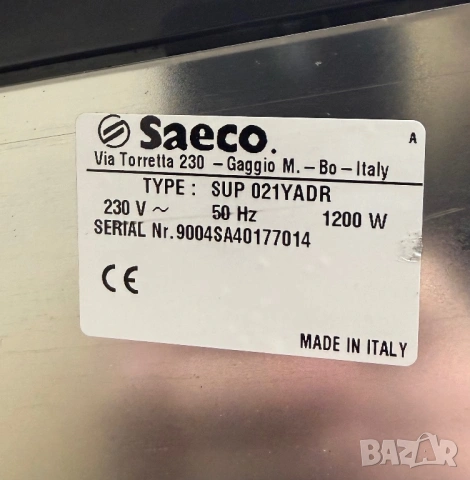 Saeco.
A
Via Torretta 230 - Gaggio M. - Bo - Italy
TYPE : SUP 021YADR
230 V ~ 50 Hz 1200 W
SERIAL Nr. 9004SA40177014
CE
MADE IN ITALY
BAZAR